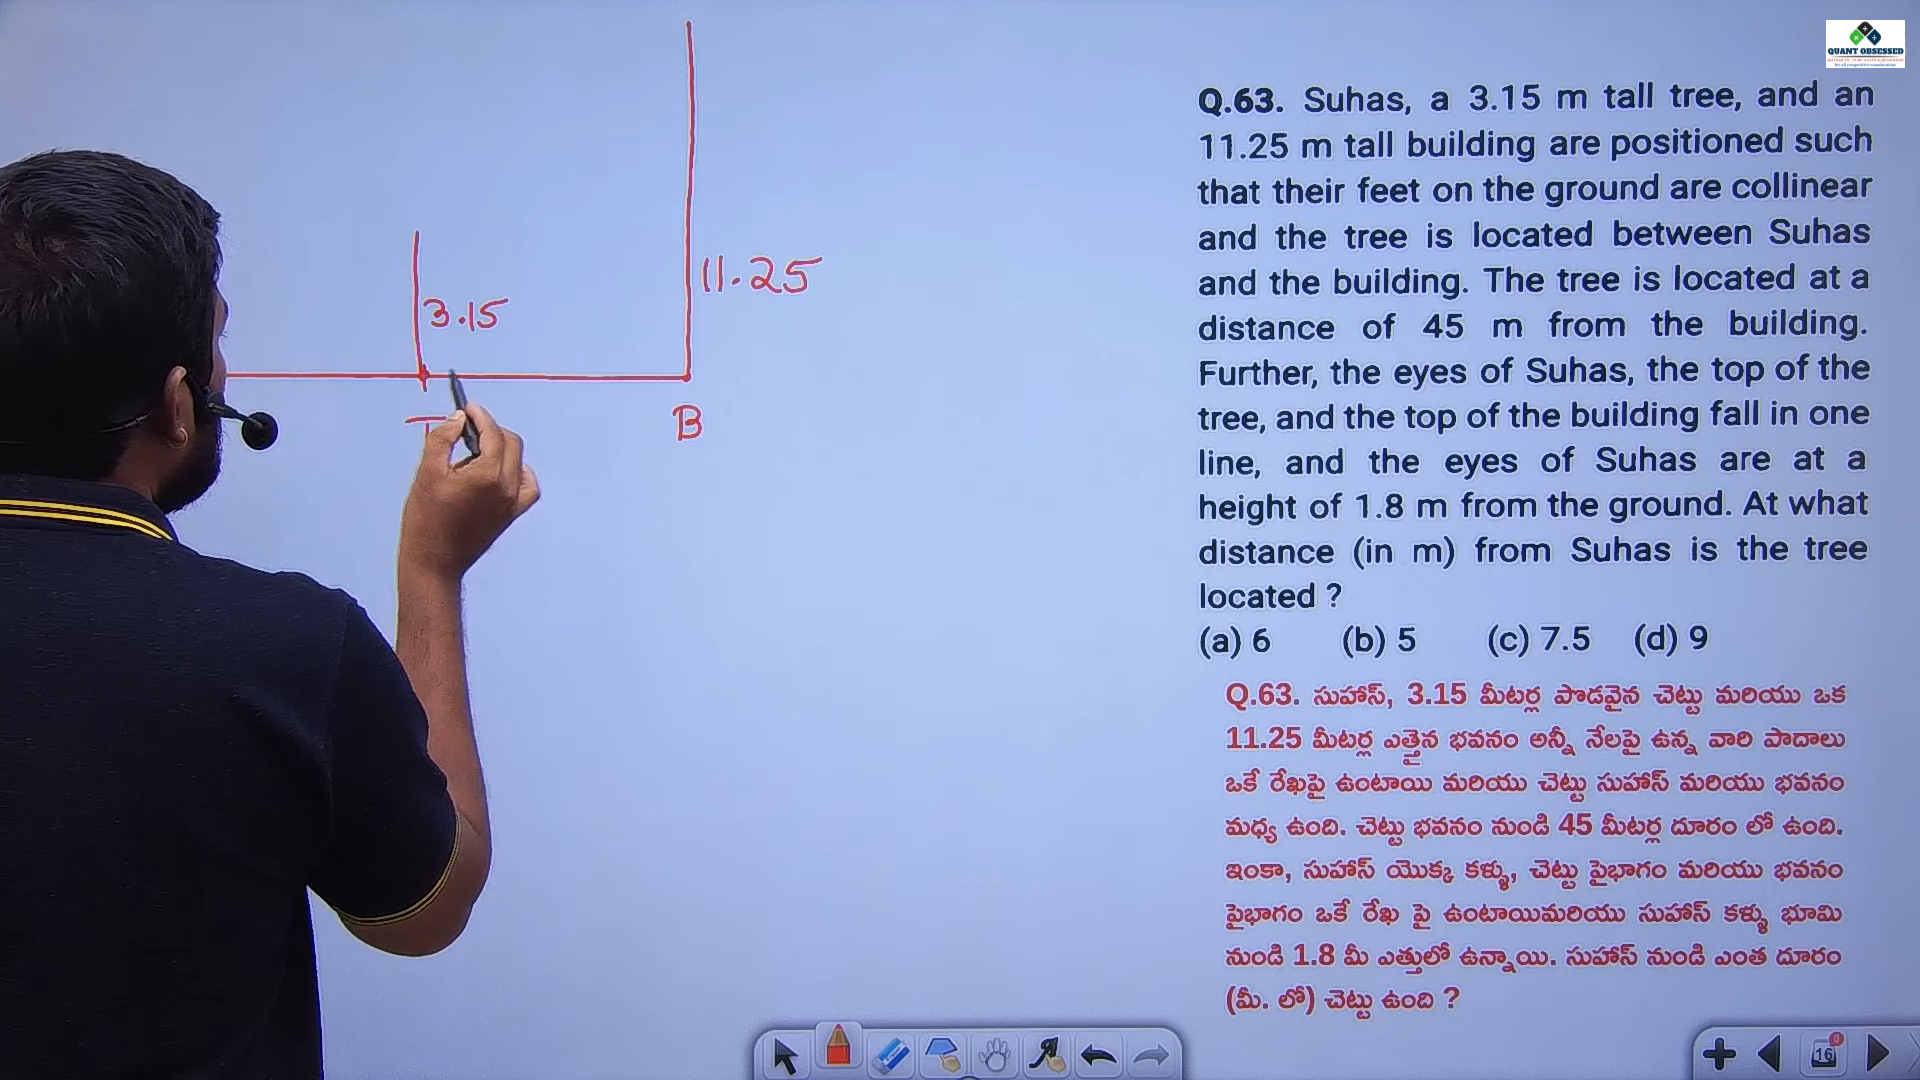 QUANT OBSESSED
Q.63. Suhas, a 3.15 m tall tree, and an
11.25 m tall building are positioned such
that their feet on the ground are collinear
and the tree is located between Suhas
and the building. The tree is located at a
distance of 45 m from the building.
Further, the eyes of Suhas, the top of the
tree, and the top of the building fall in one
line, and the eyes of Suhas are at a
height of 1.8 m from the ground. At what
distance (in m) from Suhas is the tree
located ?
(a) 6 (b) 5 (c) 7.5 (d) 9
Q.63. సుహాస్, 3.15 మీటర్ల పొడవైన చెట్టు మరియు ఒక
11.25 మీటర్ల ఎత్తైన భవనం అన్నీ నేలపై ఉన్న వారి పాదాలు
ఒకే రేఖపై ఉంటాయి మరియు చెట్టు సుహాస్ మరియు భవనం
మధ్య ఉంది. చెట్టు భవనం నుండి 45 మీటర్ల దూరం లో ఉంది.
ఇంకా, సుహాస్ యొక్క కళ్ళు, చెట్టు పైభాగం మరియు భవనం
పైభాగం ఒకే రేఖ పై ఉంటాయిమరియు సుహాస్ కళ్ళు భూమి
నుండి 1.8 మీ ఎత్తులో ఉన్నాయి. సుహాస్ నుండి ఎంత దూరం
(మీ. లో) చెట్టు ఉంది ?
3.15
11.25
T
B
16
0